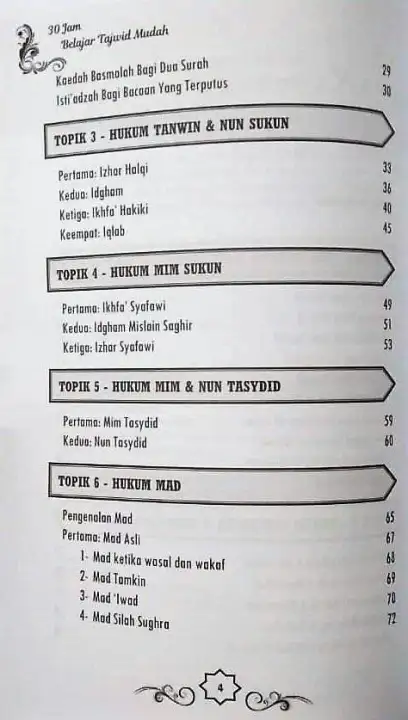 30 Jam
Belajar Tajwid Mudah
Kaedah Basmolah Bagi Dua Surah 29
Isti'adzah Bagi Bacaan Yang Terputus 30
TOPIK 3 - HUKUM TANWIN & NUN SUKUN
Pertama: Izhar Halqi 33
Kedua: Idgham 36
Ketiga: Ikhfa' Hakiki 40
Keempat: Iqlab 45
TOPIK 4 - HUKUM MIM SUKUN
Pertama: Ikhfa' Syafawi 49
Kedua: Idgham Mislain Saghir 51
Ketiga: Izhar Syafawi 53
TOPIK 5 - HUKUM MIM & NUN TASYDID
Pertama: Mim Tasydid 59
Kedua: Nun Tasydid 60
TOPIK 6 - HUKUM MAD
Pengenalan Mad 65
Pertama: Mad Asli 67
1- Mad ketika wasal dan wakaf 68
2- Mad Tamkin 69
3- Mad 'Iwad 70
4- Mad Silah Sughra 72
4